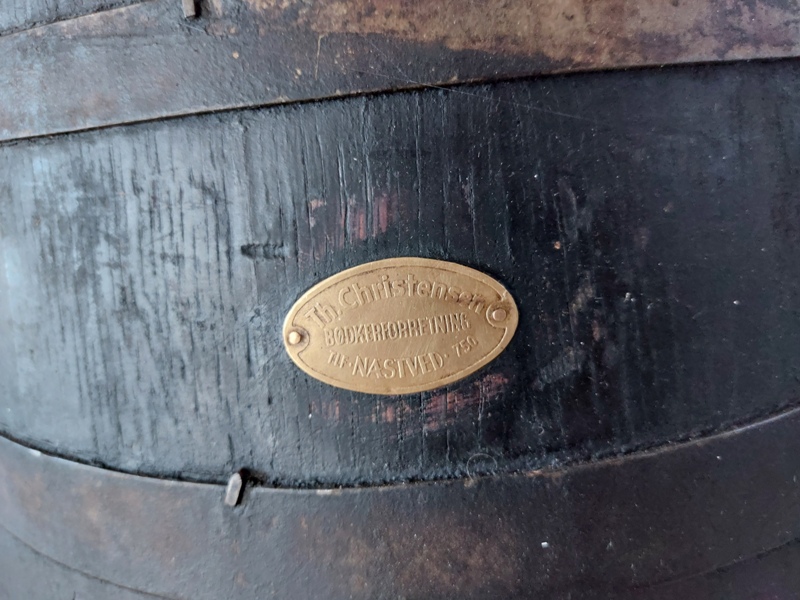 Th. Christensen
BØDKERFORRETNING
TLF. NÆSTVED. 750